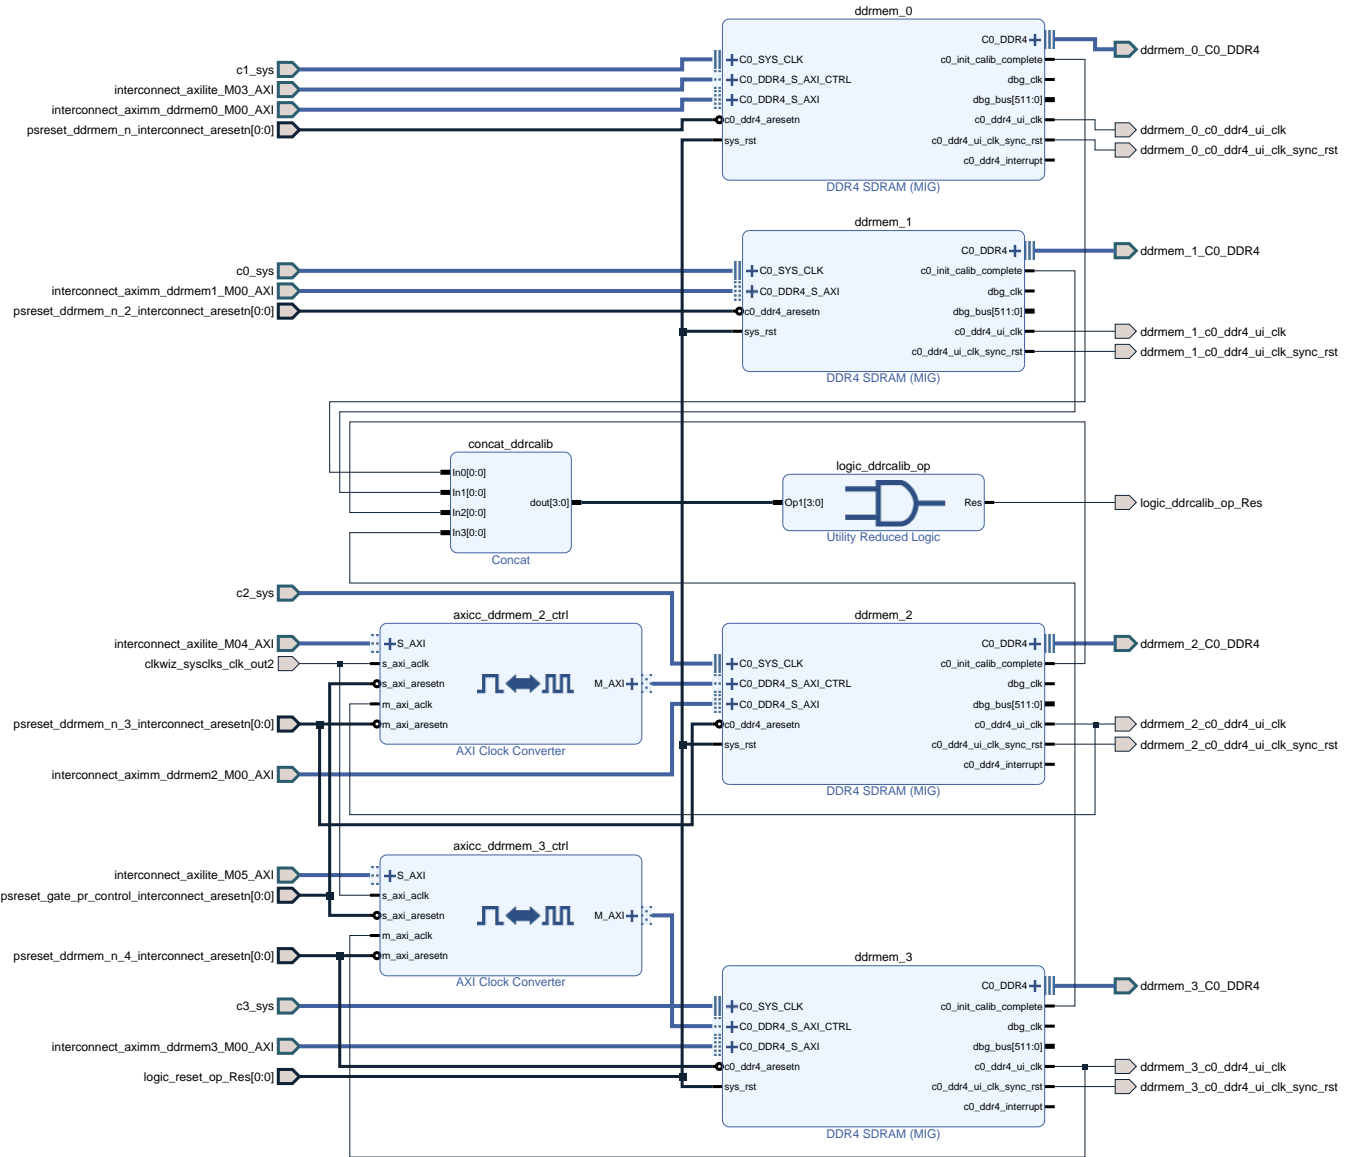 ddrmem_0
C0_DDR4
ddrmem_0_C0_DDR4
c1_sys
C0_SYS_CLK
c0_init_calib_complete
interconnect_axilite_M03_AXI
C0_DDR4_S_AXI_CTRL
dbg_clk
interconnect_aximm_ddrmem0_M00_AXI
C0_DDR4_S_AXI
dbg_bus[511:0]
psreset_ddrmem_n_interconnect_aresetn[0:0]
c0_ddr4_aresetn
c0_ddr4_ui_clk
ddrmem_0_c0_ddr4_ui_clk
sys_rst
c0_ddr4_ui_clk_sync_rst
ddrmem_0_c0_ddr4_ui_clk_sync_rst
c0_ddr4_interrupt
DDR4 SDRAM (MIG)
ddrmem_1
C0_DDR4
ddrmem_1_C0_DDR4
c0_sys
C0_SYS_CLK
c0_init_calib_complete
interconnect_aximm_ddrmem1_M00_AXI
C0_DDR4_S_AXI
dbg_clk
psreset_ddrmem_n_2_interconnect_aresetn[0:0]
c0_ddr4_aresetn
dbg_bus[511:0]
sys_rst
c0_ddr4_ui_clk
ddrmem_1_c0_ddr4_ui_clk
c0_ddr4_ui_clk_sync_rst
ddrmem_1_c0_ddr4_ui_clk_sync_rst
DDR4 SDRAM (MIG)
concat_ddrcalib
In0[0:0]
In1[0:0]
In2[0:0]
In3[0:0]
dout[3:0]
Concat
logic_ddrcalib_op
Op1[3:0]
Res
logic_ddrcalib_op_Res
Utility Reduced Logic
c2_sys
axicc_ddrmem_2_ctrl
interconnect_axilite_M04_AXI
S_AXI
clkwiz_sysclks_clk_out2
s_axi_aclk
s_axi_aresetn
M_AXI
m_axi_aclk
psreset_ddrmem_n_3_interconnect_aresetn[0:0]
m_axi_aresetn
AXI Clock Converter
interconnect_aximm_ddrmem2_M00_AXI
ddrmem_2
C0_DDR4
ddrmem_2_C0_DDR4
C0_SYS_CLK
c0_init_calib_complete
C0_DDR4_S_AXI_CTRL
dbg_clk
C0_DDR4_S_AXI
dbg_bus[511:0]
c0_ddr4_aresetn
c0_ddr4_ui_clk
ddrmem_2_c0_ddr4_ui_clk
sys_rst
c0_ddr4_ui_clk_sync_rst
ddrmem_2_c0_ddr4_ui_clk_sync_rst
c0_ddr4_interrupt
DDR4 SDRAM (MIG)
axicc_ddrmem_3_ctrl
interconnect_axilite_M05_AXI
S_AXI
psreset_gate_pr_control_interconnect_aresetn[0:0]
s_axi_aclk
s_axi_aresetn
M_AXI
m_axi_aclk
psreset_ddrmem_n_4_interconnect_aresetn[0:0]
m_axi_aresetn
AXI Clock Converter
ddrmem_3
C0_DDR4
ddrmem_3_C0_DDR4
c3_sys
C0_SYS_CLK
c0_init_calib_complete
C0_DDR4_S_AXI_CTRL
dbg_clk
interconnect_aximm_ddrmem3_M00_AXI
C0_DDR4_S_AXI
dbg_bus[511:0]
c0_ddr4_aresetn
c0_ddr4_ui_clk
ddrmem_3_c0_ddr4_ui_clk
logic_reset_op_Res[0:0]
sys_rst
c0_ddr4_ui_clk_sync_rst
ddrmem_3_c0_ddr4_ui_clk_sync_rst
c0_ddr4_interrupt
DDR4 SDRAM (MIG)